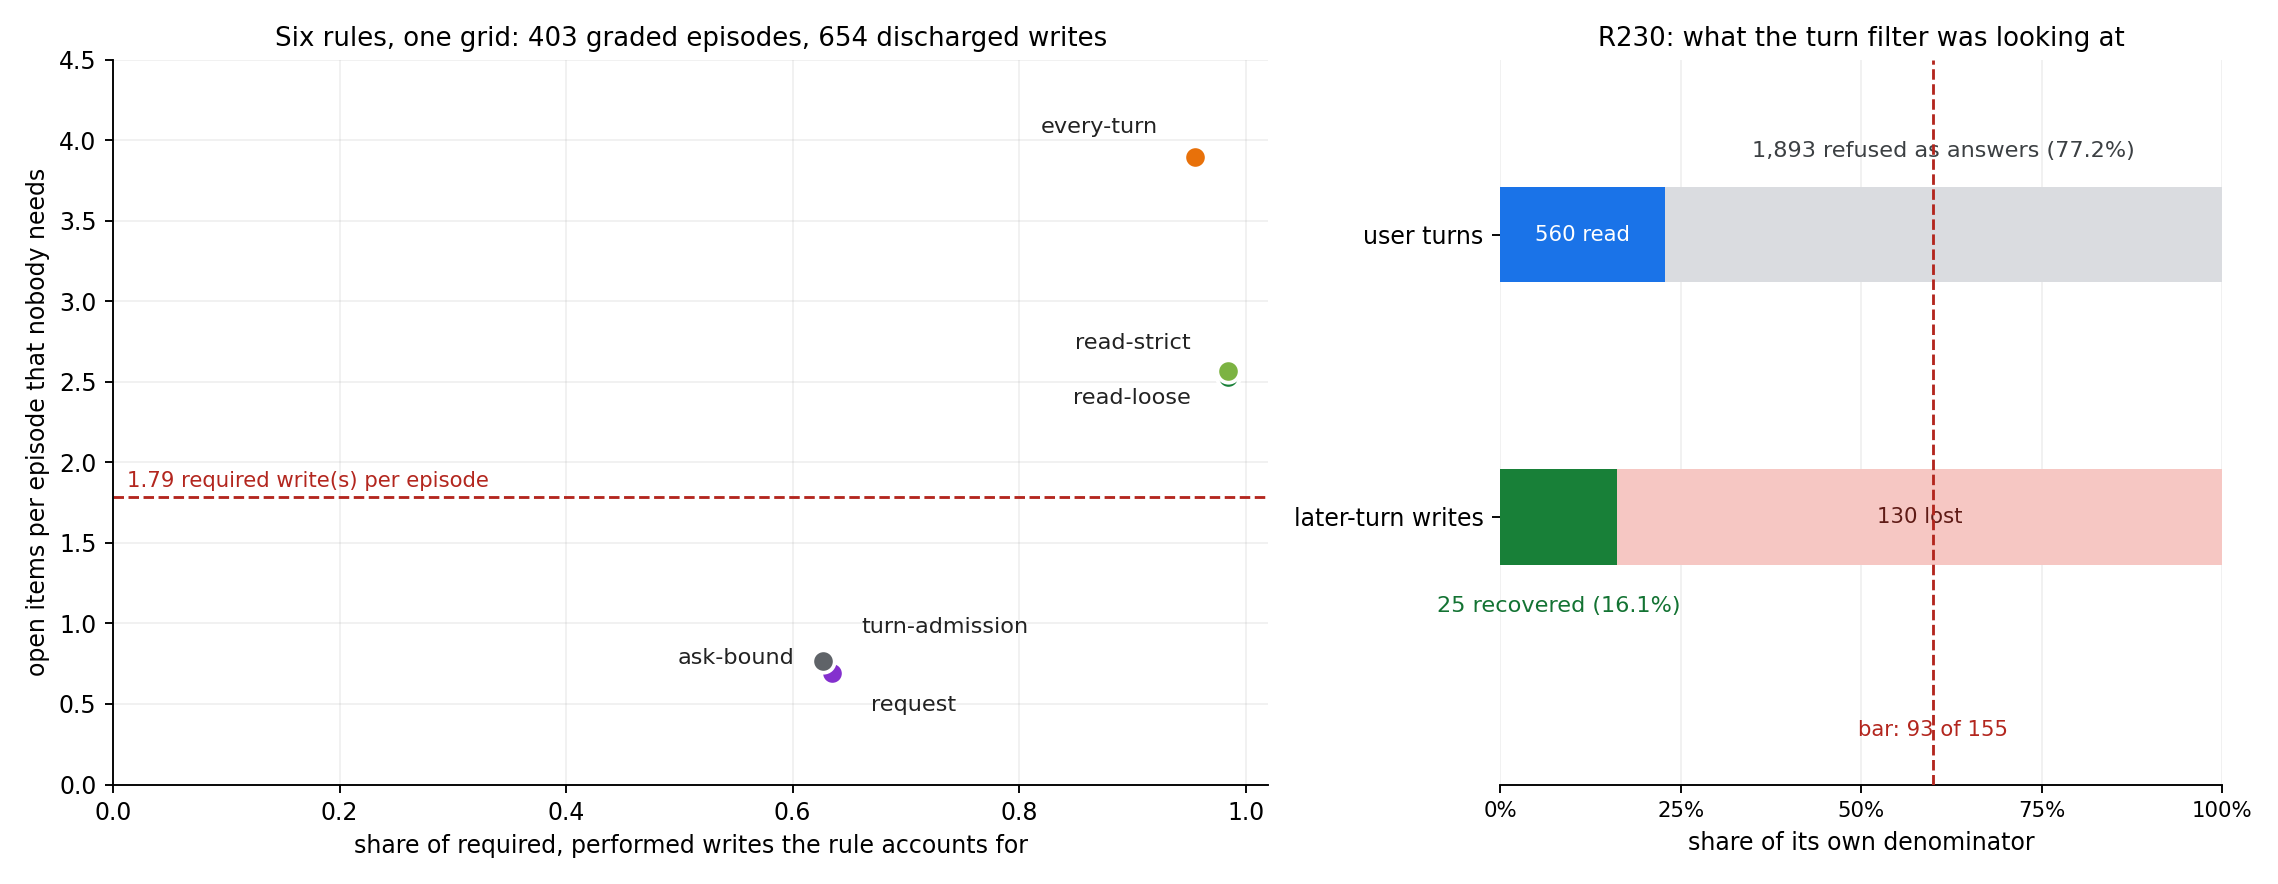 Six rules, one grid: 403 graded episodes, 654 discharged writes
open items per episode that nobody needs
4.5
4.0
3.5
3.0
2.5
2.0
1.5
1.0
0.5
0.0
every-turn
read-strict
read-loose
1.79 required write(s) per episode
turn-admission
ask-bound
request
0.0
0.2
0.4
0.6
0.8
1.0
share of required, performed writes the rule accounts for
R230: what the turn filter was looking at
1,893 refused as answers (77.2%)
user turns
560 read
later-turn writes
130 lost
25 recovered (16.1%)
bar: 93 of 155
0%
25%
50%
75%
100%
share of its own denominator